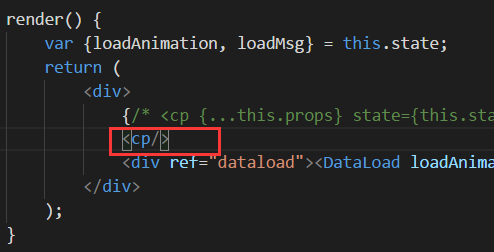 render() {
var {loadAnimation, loadMsg} = this.state;
return (
<div>
{/* <cp {...this.props} state={this.sta
<cp/>
<div ref="dataload"><DataLoad loadAnima
</div>
);
}